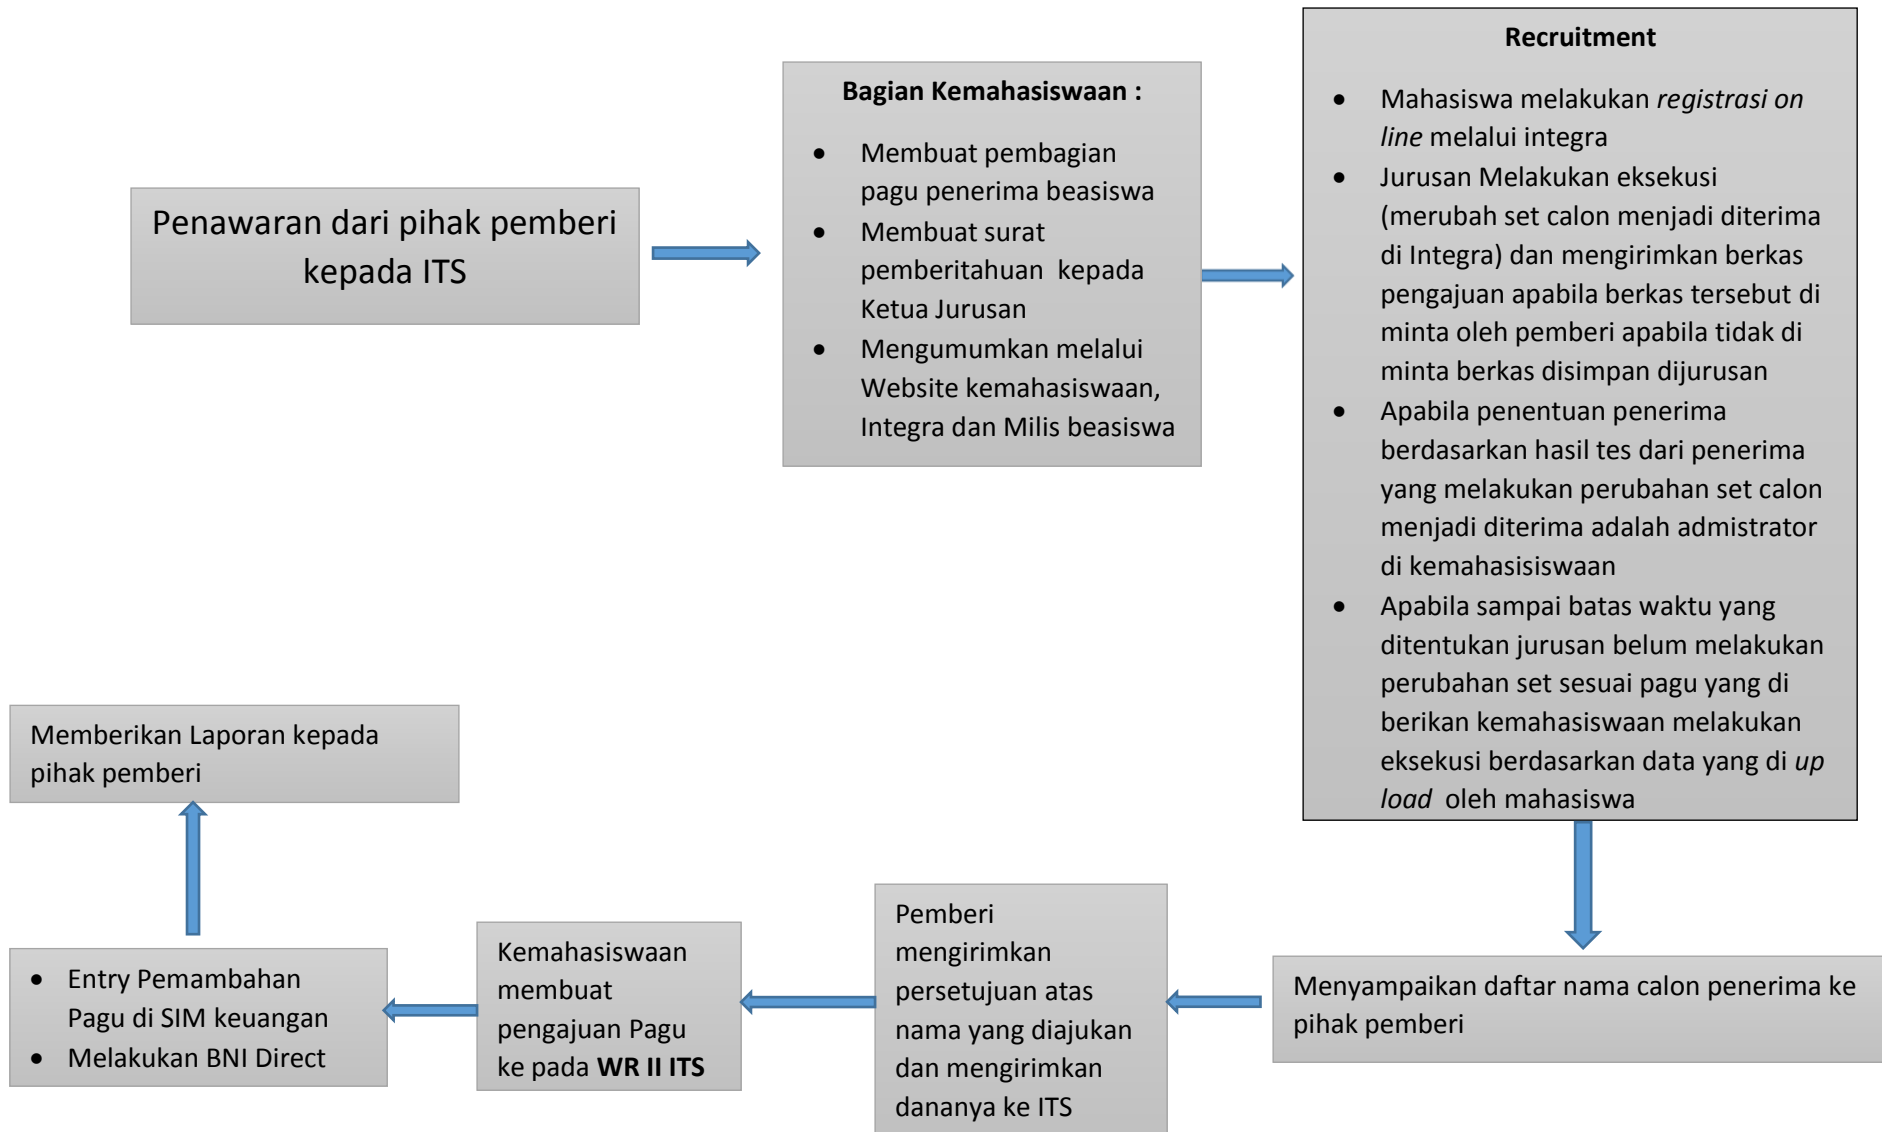 Penawaran dari pihak pemberi
kepada ITS
Bagian Kemahasiswaan :
• Membuat pembagian
pagu penerima beasiswa
• Membuat surat
pemberitahuan kepada
Ketua Jurusan
• Mengumumkan melalui
Website kemahasiswaan,
Integra dan Milis beasiswa
Recruitment
• Mahasiswa melakukan registrasi on
line melalui integra
• Jurusan Melakukan eksekusi
(merubah set calon menjadi diterima
di Integra) dan mengirimkan berkas
pengajuan apabila berkas tersebut di
minta oleh pemberi apabila tidak di
minta berkas disimpan dijurusan
• Apabila penentuan penerima
berdasarkan hasil tes dari penerima
yang melakukan perubahan set calon
menjadi diterima adalah admistrator
di kemahasisiswaan
• Apabila sampai batas waktu yang
ditentukan jurusan belum melakukan
perubahan set sesuai pagu yang di
berikan kemahasiswaan melakukan
eksekusi berdasarkan data yang di up
load oleh mahasiswa
Menyampaikan daftar nama calon penerima ke
pihak pemberi
Pemberi
mengirimkan
persetujuan atas
nama yang diajukan
dan mengirimkan
dananya ke ITS
Kemahasiswaan
membuat
pengajuan Pagu
ke pada WR II ITS
• Entry Pemambahan
Pagu di SIM keuangan
• Melakukan BNI Direct
Memberikan Laporan kepada
pihak pemberi